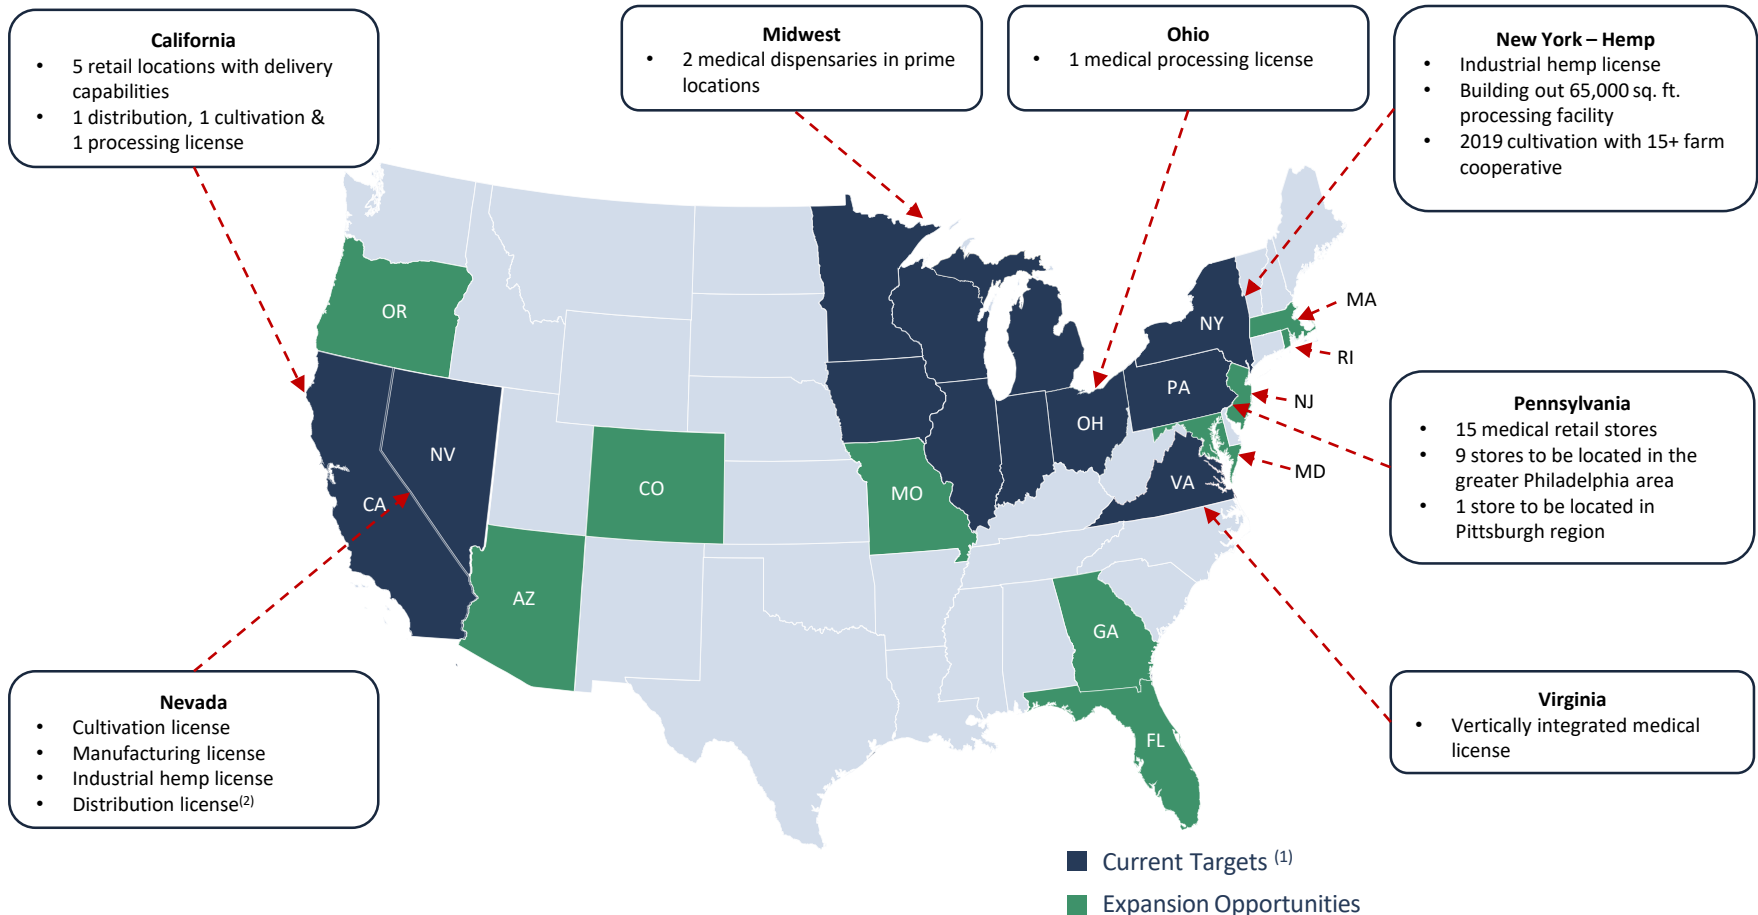 California
• 5 retail locations with delivery
capabilities
• 1 distribution, 1 cultivation &
1 processing license
Midwest
• 2 medical dispensaries in prime
locations
Ohio
• 1 medical processing license
New York – Hemp
• Industrial hemp license
• Building out 65,000 sq. ft.
processing facility
• 2019 cultivation with 15+ farm
cooperative
OR
NY
MA
RI
PA
NJ
OH
NV
MD
CO
MO
VA
CA
AZ
GA
FL
Pennsylvania
• 15 medical retail stores
• 9 stores to be located in the
greater Philadelphia area
• 1 store to be located in
Pittsburgh region
Nevada
• Cultivation license
• Manufacturing license
• Industrial hemp license
• Distribution license(2)
Virginia
• Vertically integrated medical
license
Current Targets (1)
Expansion Opportunities